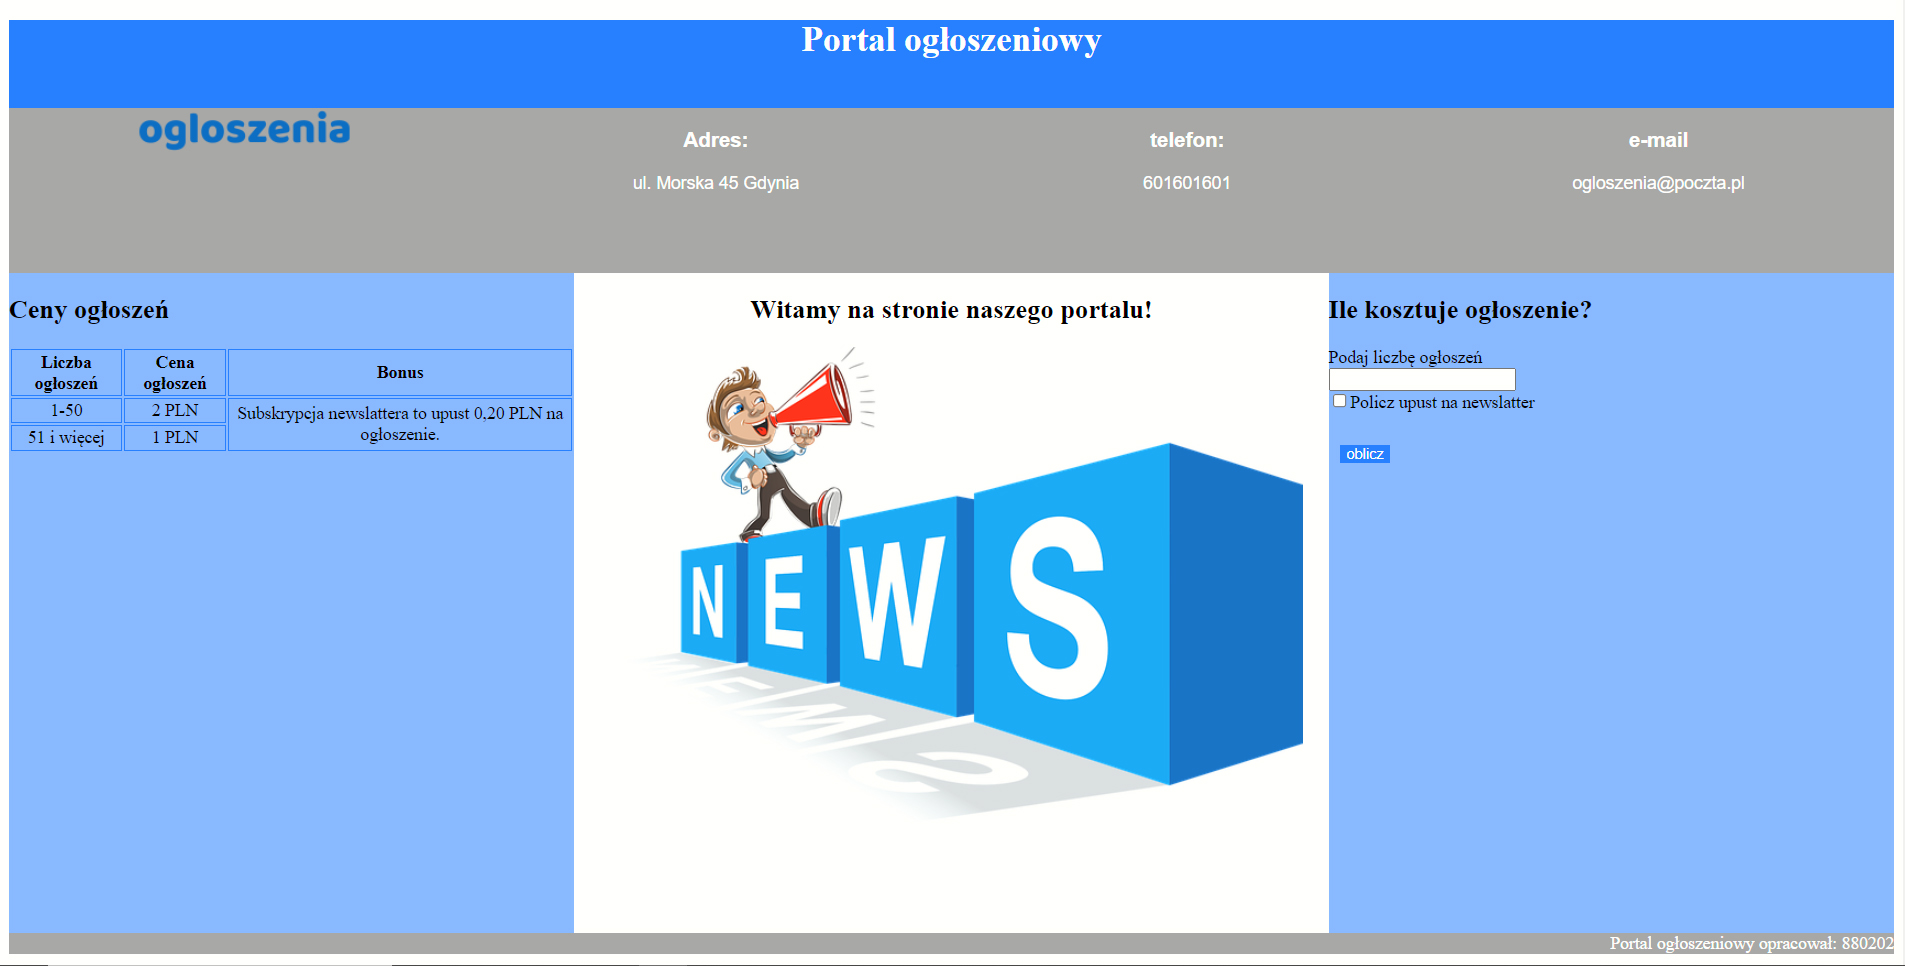 Portal ogłoszeniowy
ogloszenia
Adres:
ul. Morska 45 Gdynia
telefon:
601601601
e-mail
ogloszenia@poczta.pl
Ceny ogłoszeń
Liczba
ogłoszeń
Cena
ogłoszeń
Bonus
1-50
2 PLN
Subskrypcja newslattera to upust 0,20 PLN na
ogłoszenie.
51 i więcej
1 PLN
Witamy na stronie naszego portalu!
NEWS
Ile kosztuje ogłoszenie?
Podaj liczbę ogłoszeń
Policz upust na newslatter
oblicz
Portal ogłoszeniowy opracował: 880202